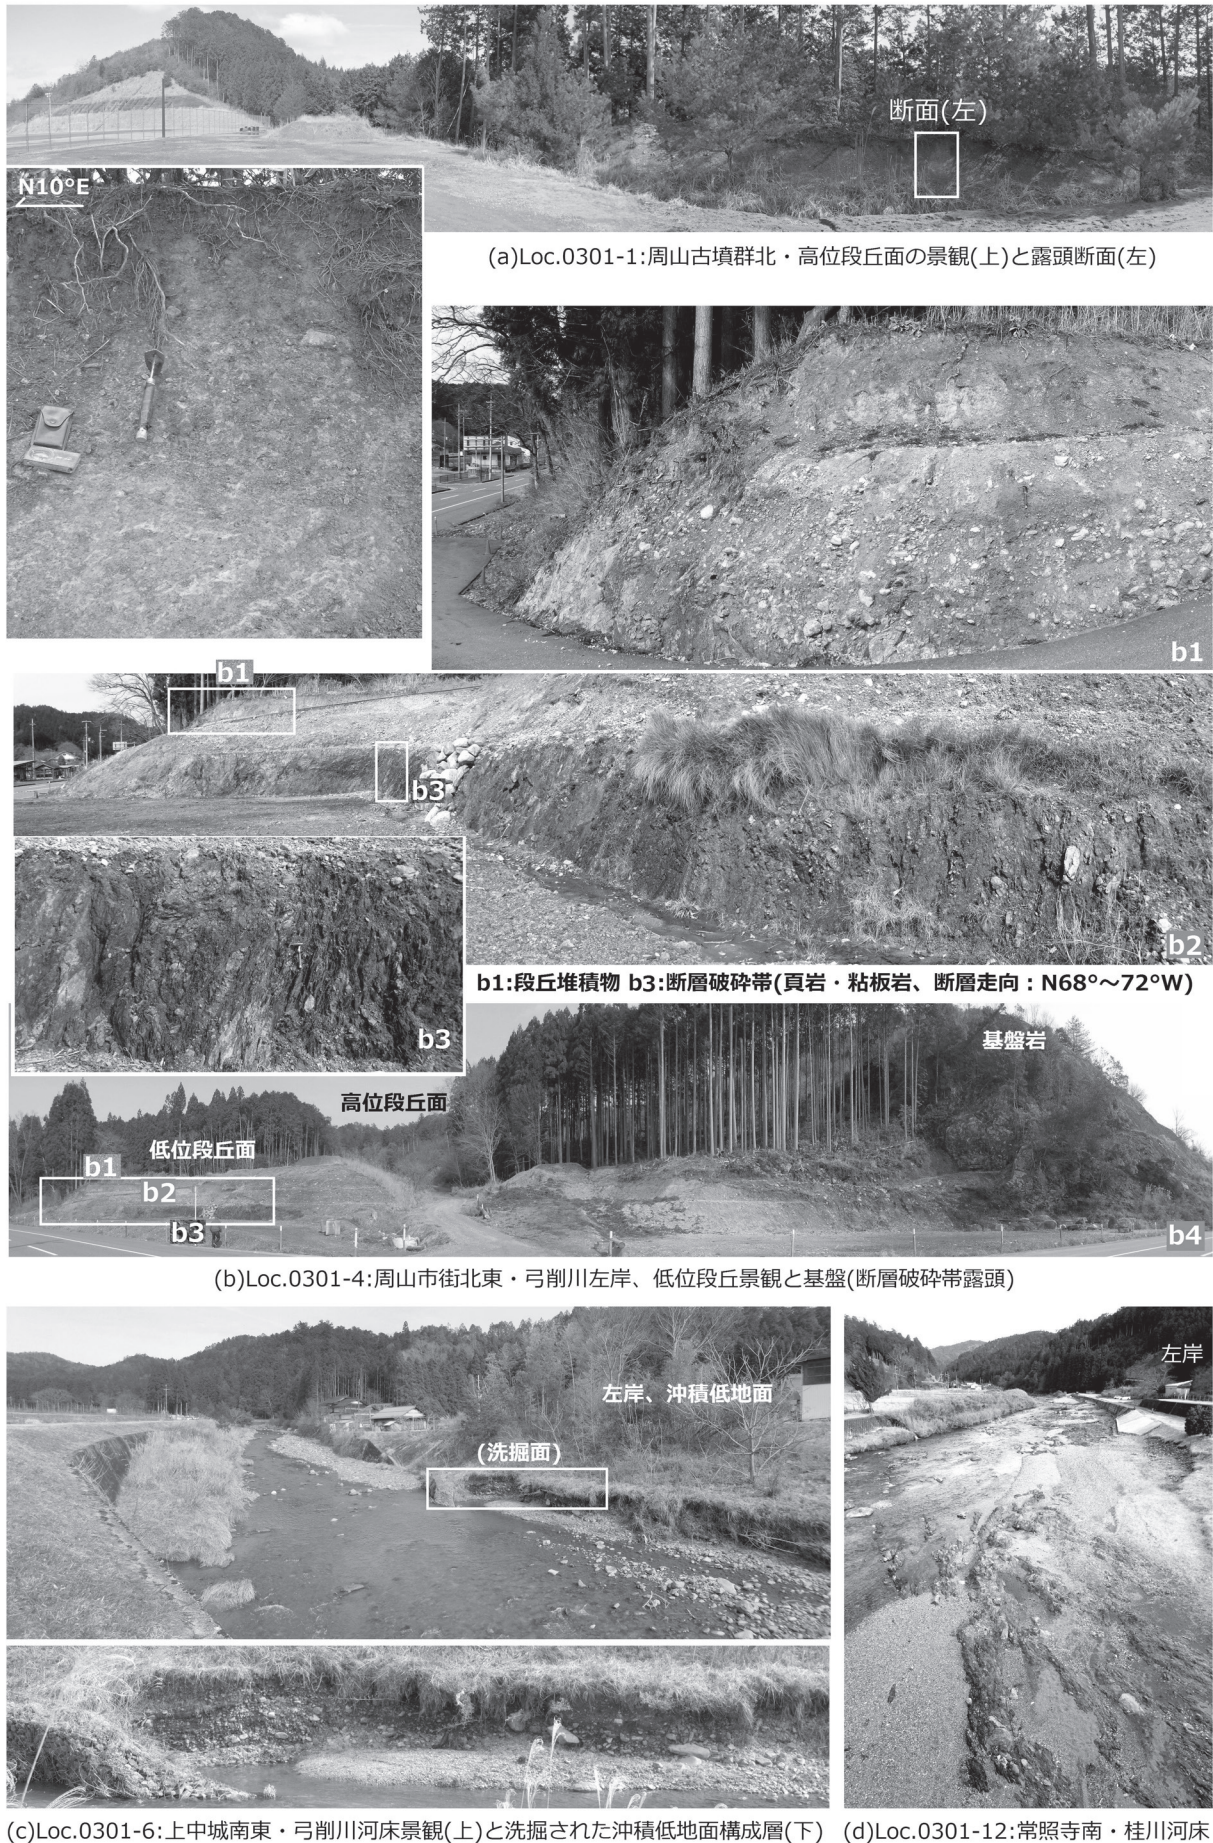 断面(左)
N10°E
(a)Loc.0301-1:周山古墳群北・高位段丘面の景観(上)と露頭断面(左)
b1
b1
b3
b2
b1:段丘堆積物 b3:断層破砕帯(頁岩・粘板岩、断層走向：N68°～72°W)
b3
基盤岩
高位段丘面
低位段丘面
b1
b2
b3
b4
(b)Loc.0301-4:周山市街北東・弓削川左岸、低位段丘景観と基盤(断層破砕帯露頭)
左岸
左岸、沖積低地面
(洗掘面)
(c)Loc.0301-6:上中城南東・弓削川河床景観(上)と洗掘された沖積低地面構成層(下)
(d)Loc.0301-12:常照寺南・桂川河床